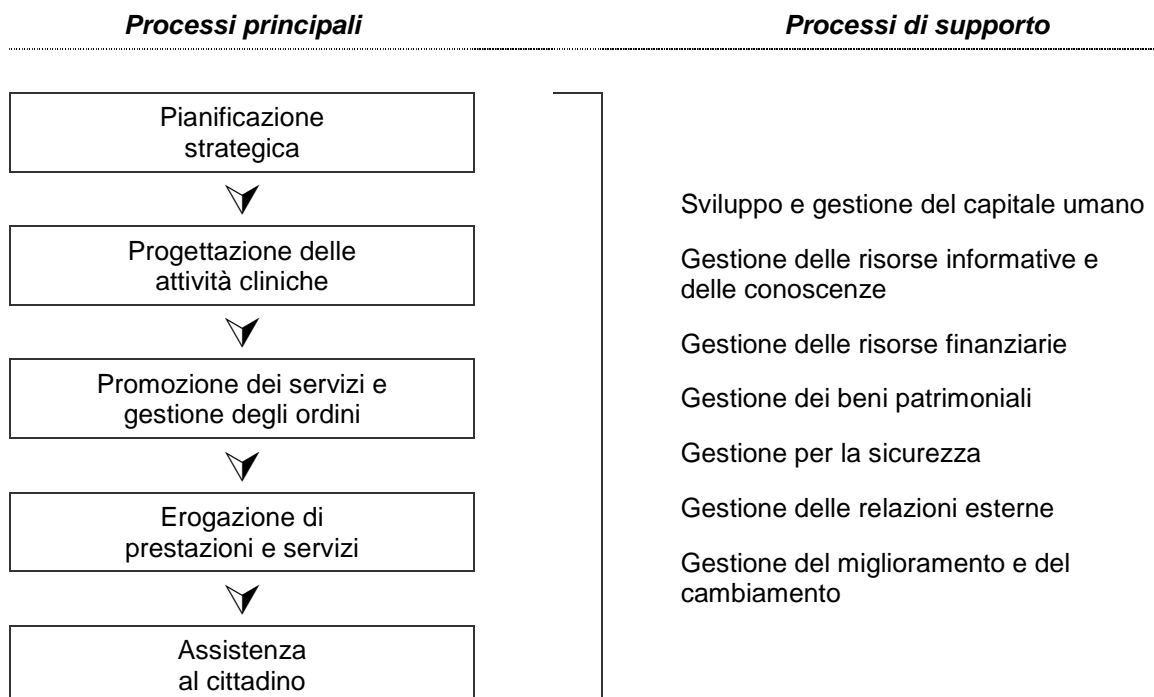 Processi principali
Processi di supporto
Pianificazione
strategica
Progettazione delle
attività cliniche
Promozione dei servizi e
gestione degli ordini
Erogazione di
prestazioni e servizi
Assistenza
al cittadino
Sviluppo e gestione del capitale umano
Gestione delle risorse informative e
delle conoscenze
Gestione delle risorse finanziarie
Gestione dei beni patrimoniali
Gestione per la sicurezza
Gestione delle relazioni esterne
Gestione del miglioramento e del
cambiamento